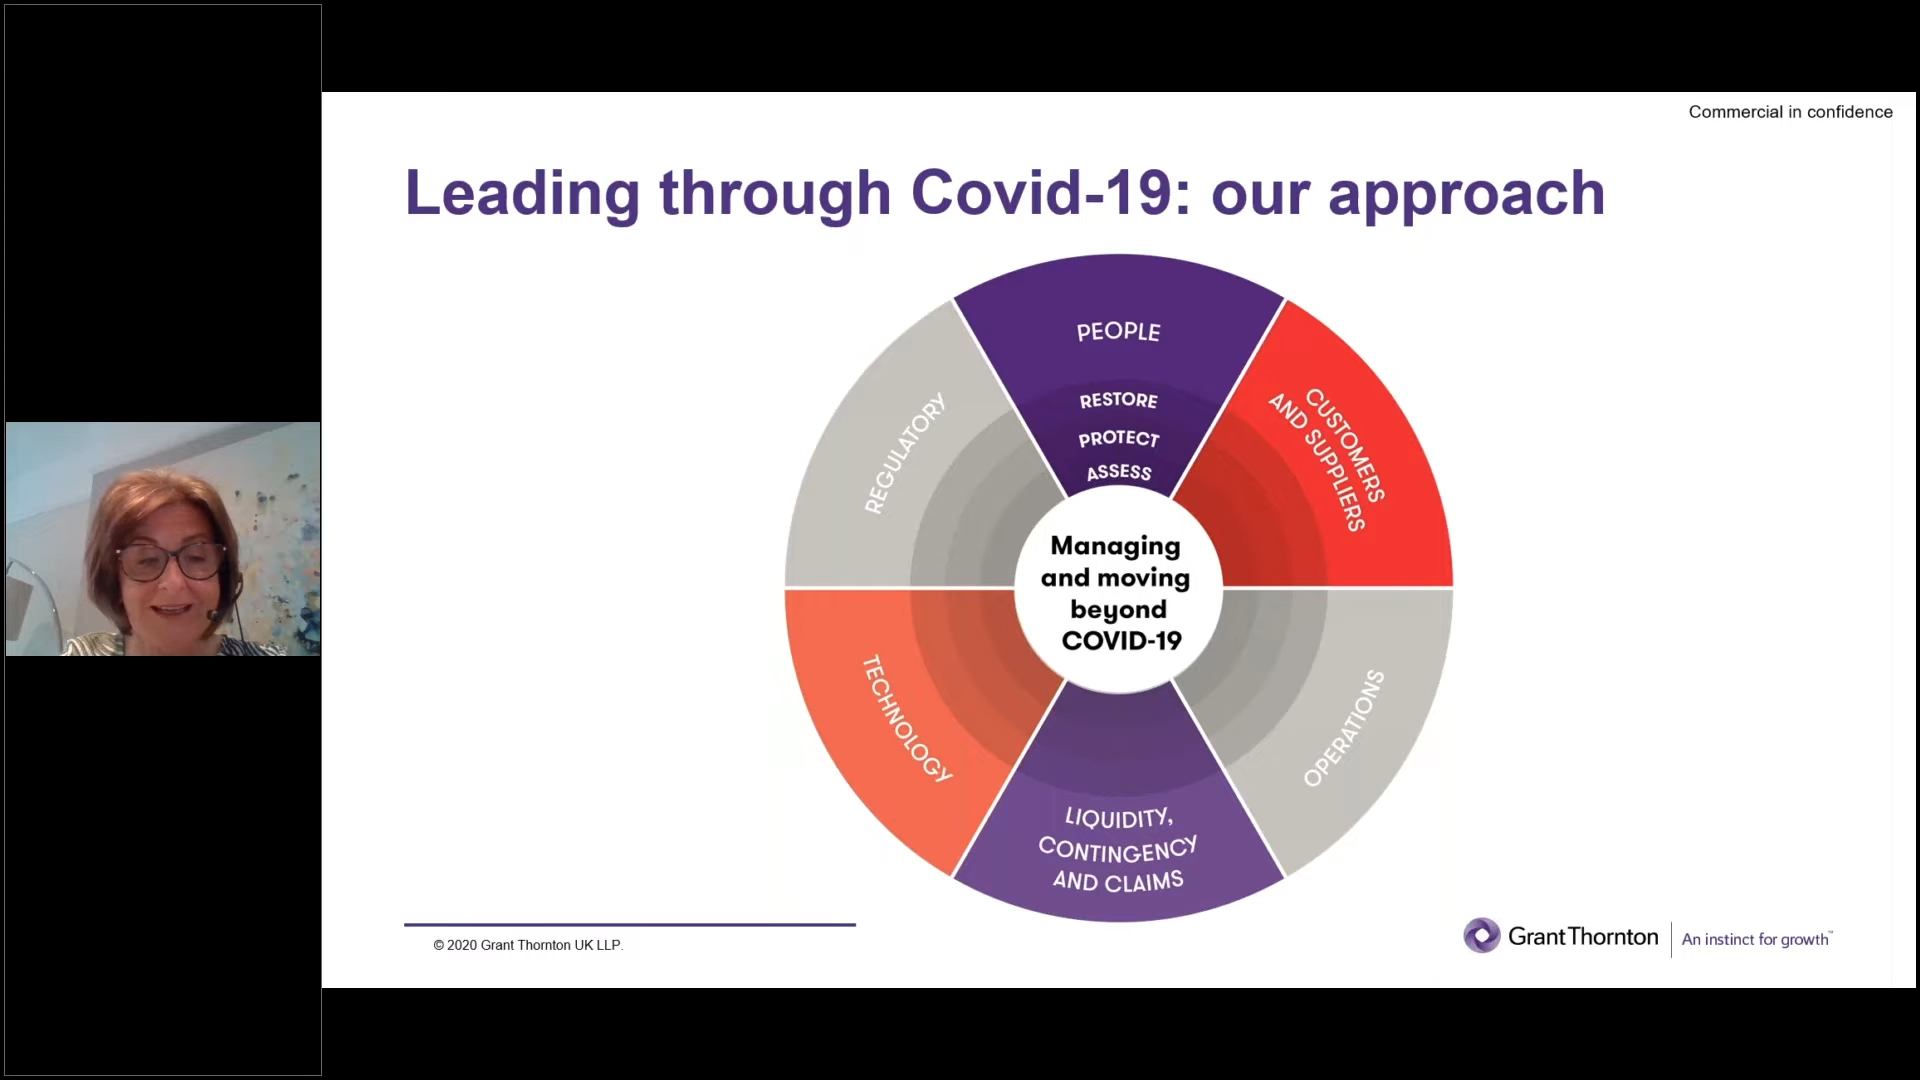 Commercial in confidence
Leading through Covid-19: our approach
PEOPLE
RESTORE
PROTECT
ASSESS
CUSTOMERS
AND SUPPLIERS
OPERATIONS
LIQUIDITY,
CONTINGENCY
AND CLAIMS
TECHNOLOGY
REGULATORY
Managing
and moving
beyond
COVID-19
© 2020 Grant Thornton UK LLP.
Grant Thornton
An instinct for growth™